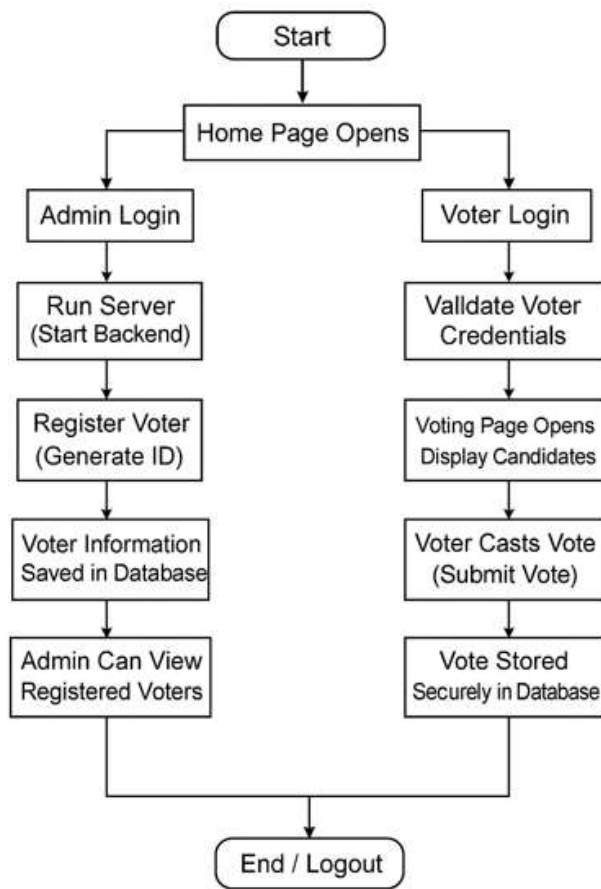 Start
Home Page Opens
Admin Login
Run Server
(Start Backend)
Register Voter
(Generate ID)
Voter Information
Saved in Database
Admin Can View
Registered Voters
Voter Login
Valldate Voter
Credentials
Voting Page Opens
Display Candidates
Voter Casts Vote
(Submit Vote)
Vote Stored
Securely in Database
End / Logout